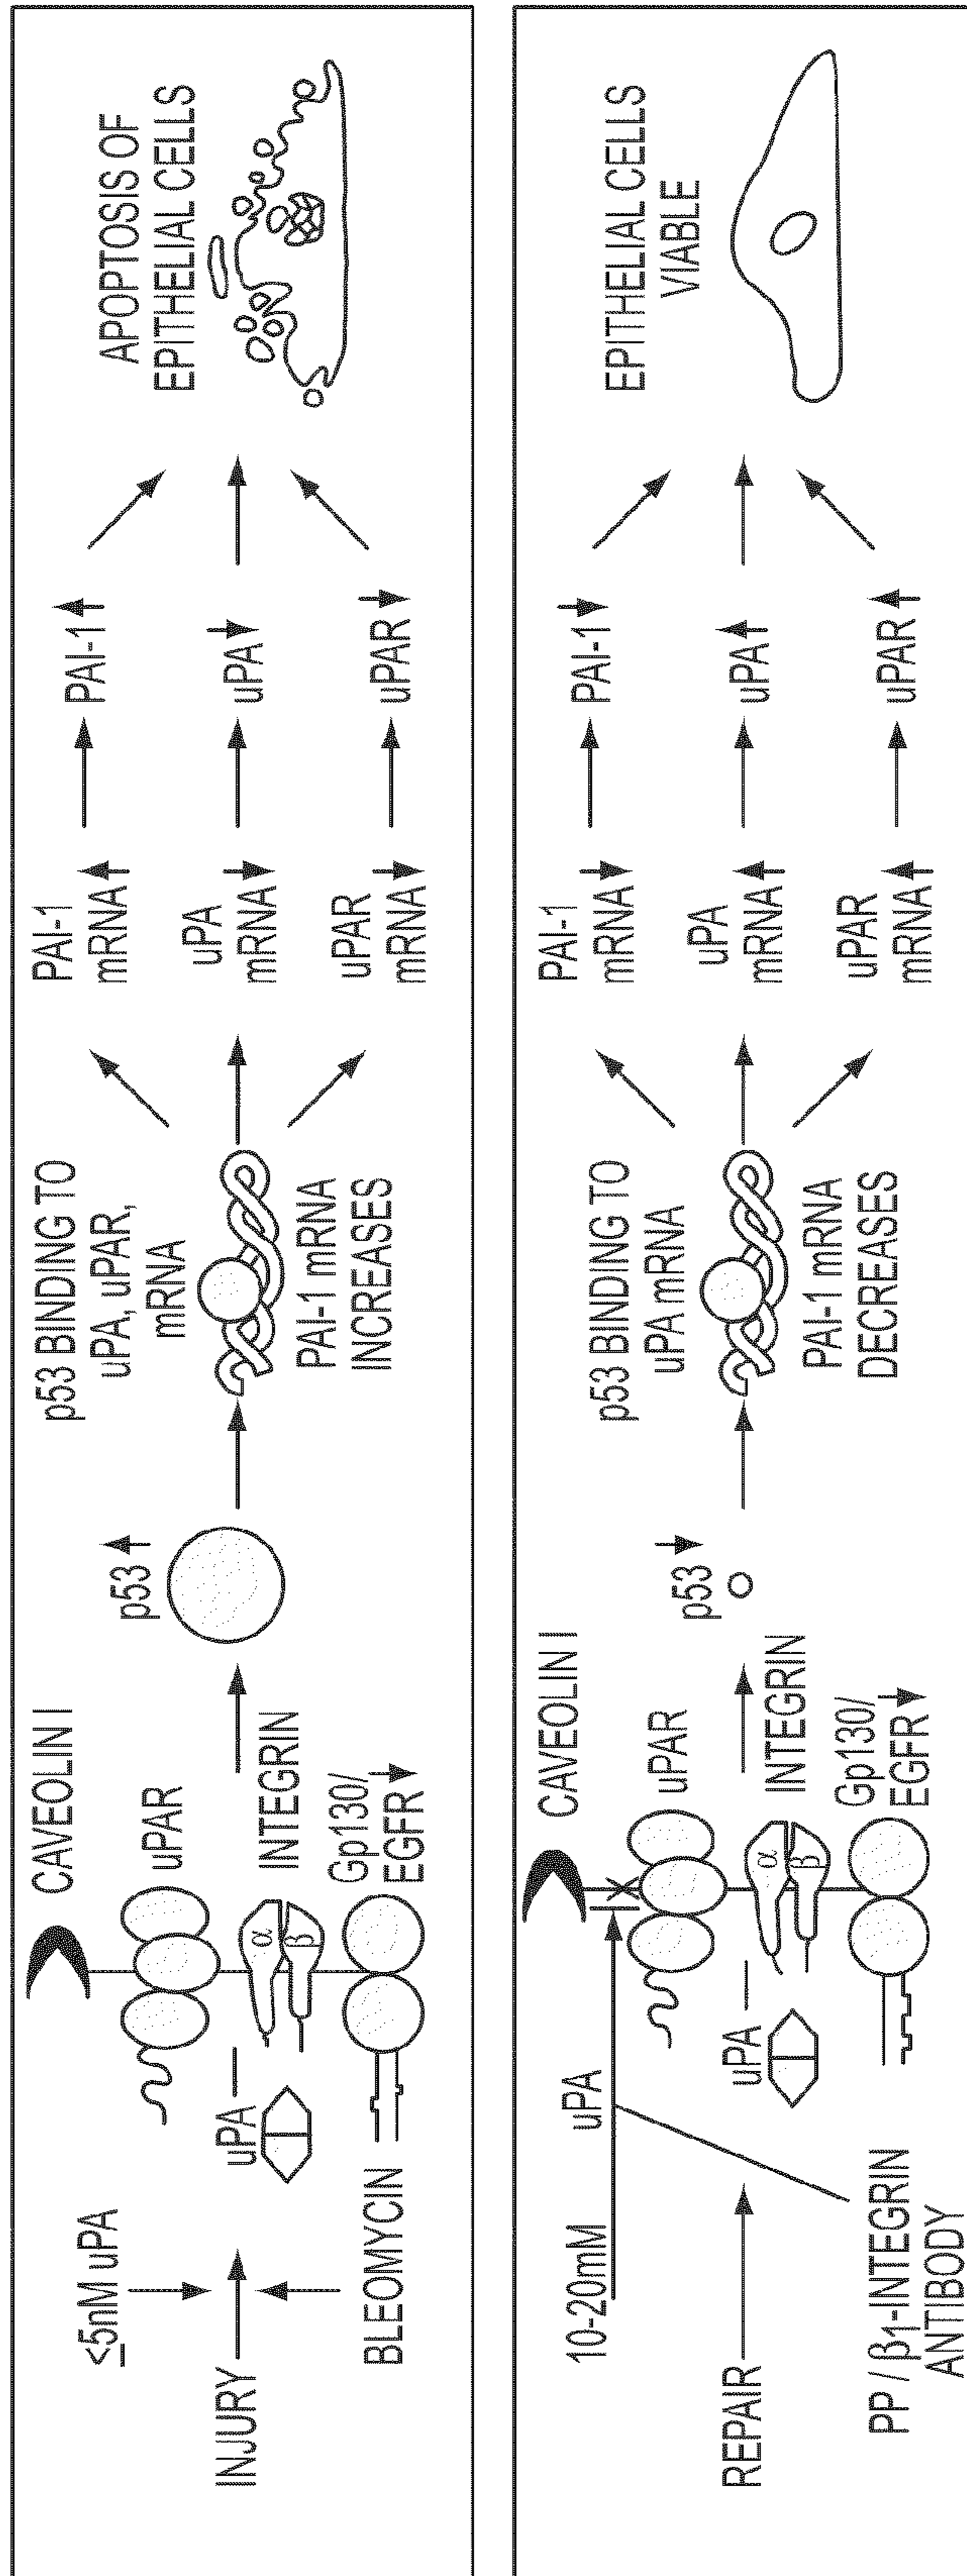 ≤5nM uPA
INJURY
BLEOMYCIN
uPA
CAVEOLIN I
uPAR
α
β
INTEGRIN
Gp130/
EGFR
p53
p53 BINDING TO
uPA, uPAR,
mRNA
PAI-1 mRNA
INCREASES
PAI-1
mRNA
uPA
mRNA
uPAR
mRNA
PAI-1
uPA
uPAR
APOPTOSIS OF
EPITHELIAL CELLS
10-20mM
uPA
REPAIR
PP / β1-INTEGRIN
ANTIBODY
uPA
CAVEOLIN I
X
uPAR
α
β
INTEGRIN
Gp130/
EGFR
p53
p53 BINDING TO
uPA mRNA
PAI-1 mRNA
DECREASES
PAI-1
mRNA
uPA
mRNA
uPAR
mRNA
PAI-1
uPA
uPAR
EPITHELIAL CELLS
VIABLE